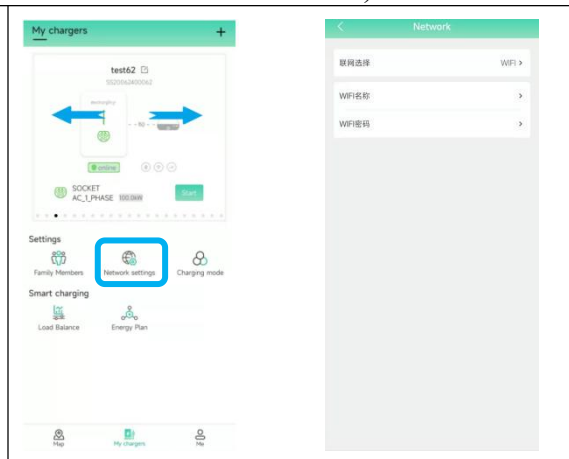 My chargers
+
test62
online
SOCKET
AC_1_PHASE 100.0kW
Start
Settings
Family Members
Network settings
Charging mode
Smart charging
Load Balance
Energy Plan
Map
My chargers
Me
Network
联网选择
WIFI >
WIFI名称
>
WIFI密码
>